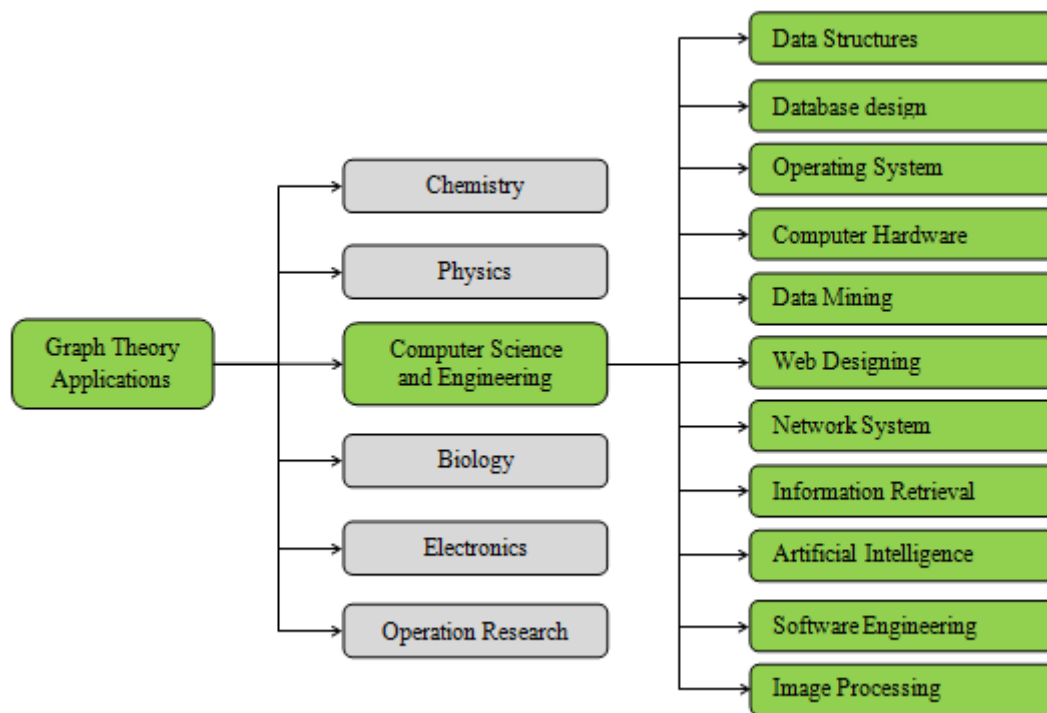 Graph Theory
Applications
Chemistry
Physics
Computer Science
and Engineering
Biology
Electronics
Operation Research
Data Structures
Database design
Operating System
Computer Hardware
Data Mining
Web Designing
Network System
Information Retrieval
Artificial Intelligence
Software Engineering
Image Processing